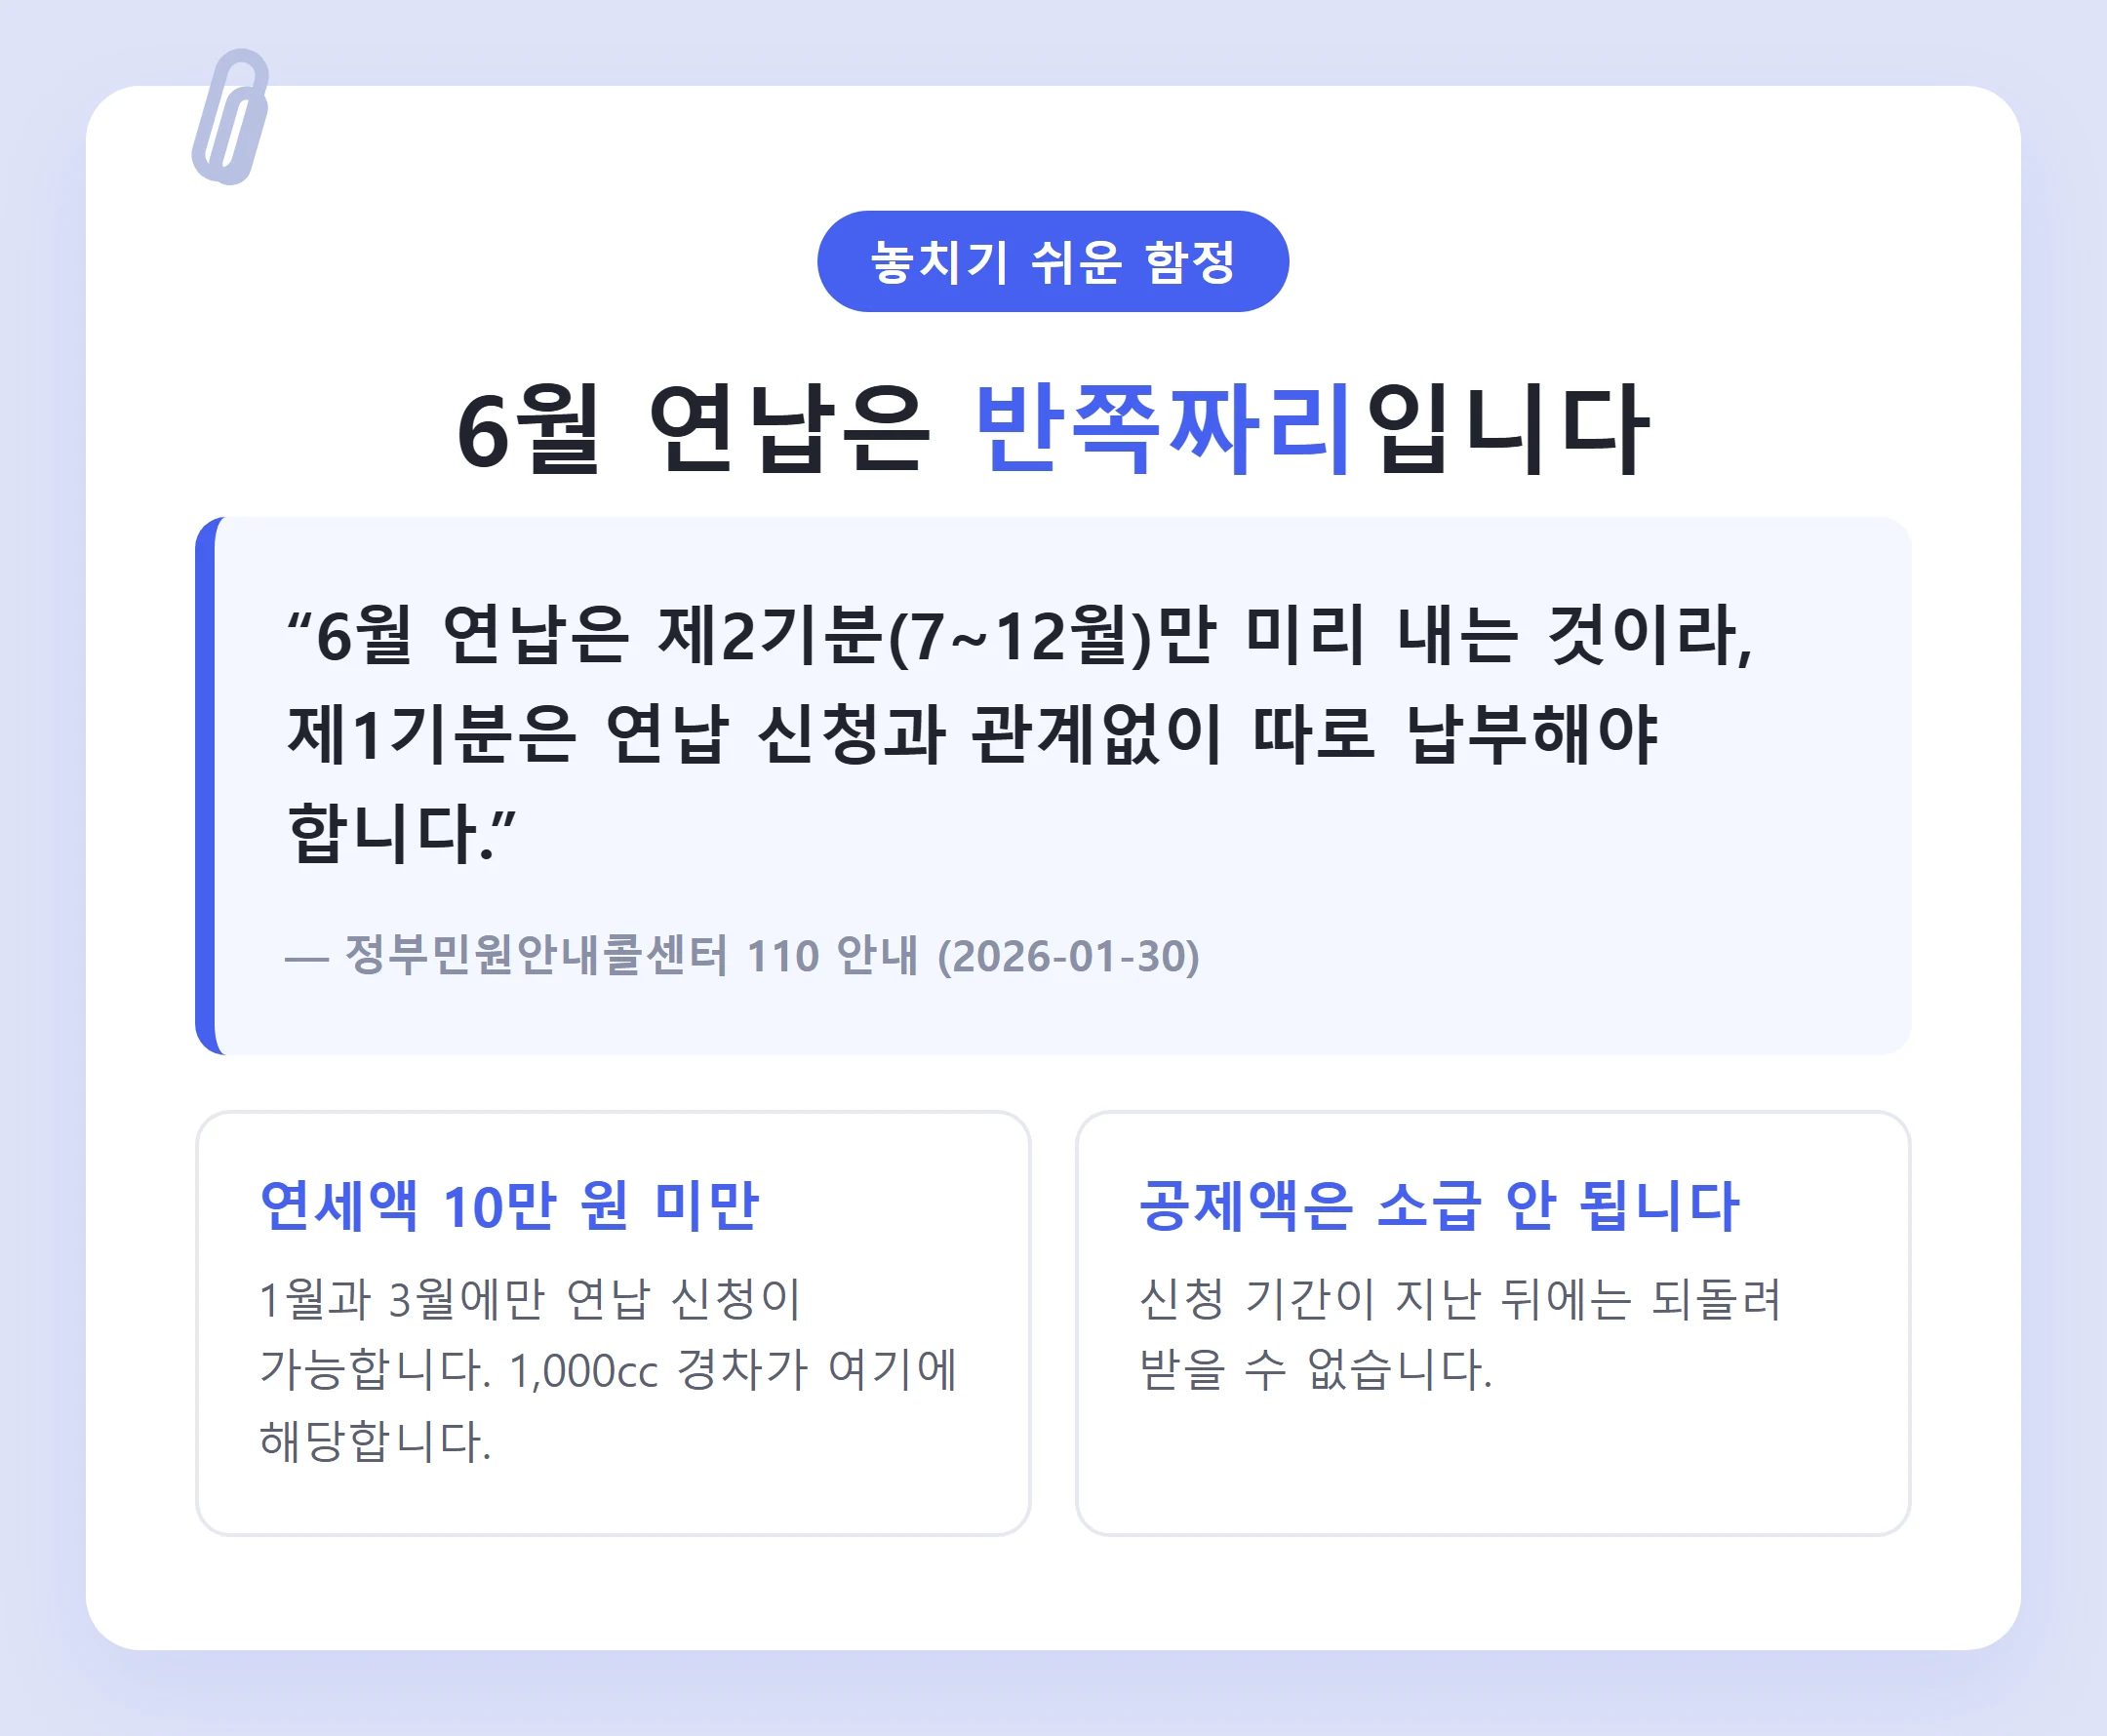 놓치기 쉬운 함정
6월 연납은 반쪽짜리입니다
“6월 연납은 제2기분(7~12월)만 미리 내는 것이라,
제1기분은 연납 신청과 관계없이 따로 납부해야
합니다.”
— 정부민원안내콜센터 110 안내 (2026-01-30)
연세액 10만 원 미만
1월과 3월에만 연납 신청이
가능합니다. 1,000cc 경차가 여기에
해당합니다.
공제액은 소급 안 됩니다
신청 기간이 지난 뒤에는 되돌려
받을 수 없습니다.